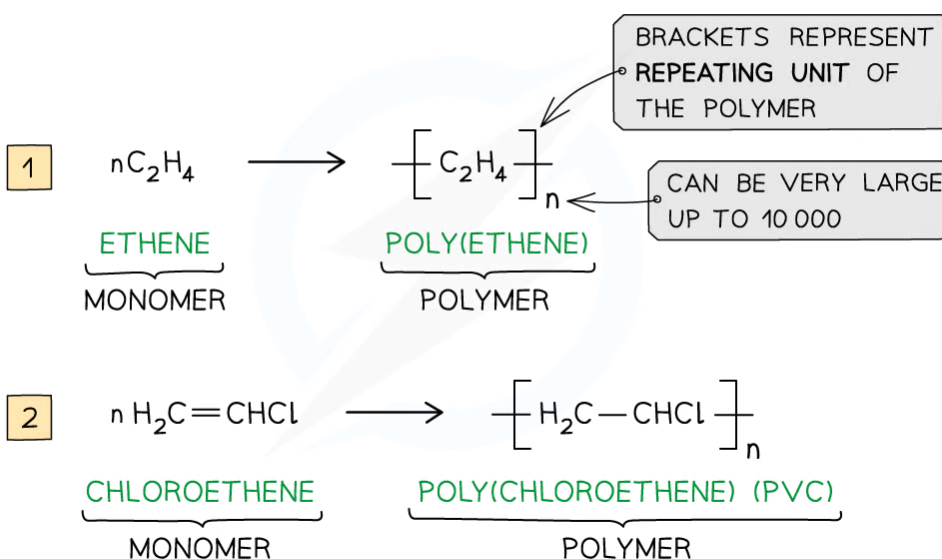 BRACKETS REPRESENT
REPEATING UNIT OF
THE POLYMER
1 nC₂H₄ ⟶ [C₂H₄]n
CAN BE VERY LARGE
UP TO 10 000
ETHENE POLY(ETHENE)
MONOMER POLYMER
2 n H₂C=CHCl ⟶ [H₂C—CHCl]n
CHLOROETHENE POLY(CHLOROETHENE) (PVC)
MONOMER POLYMER